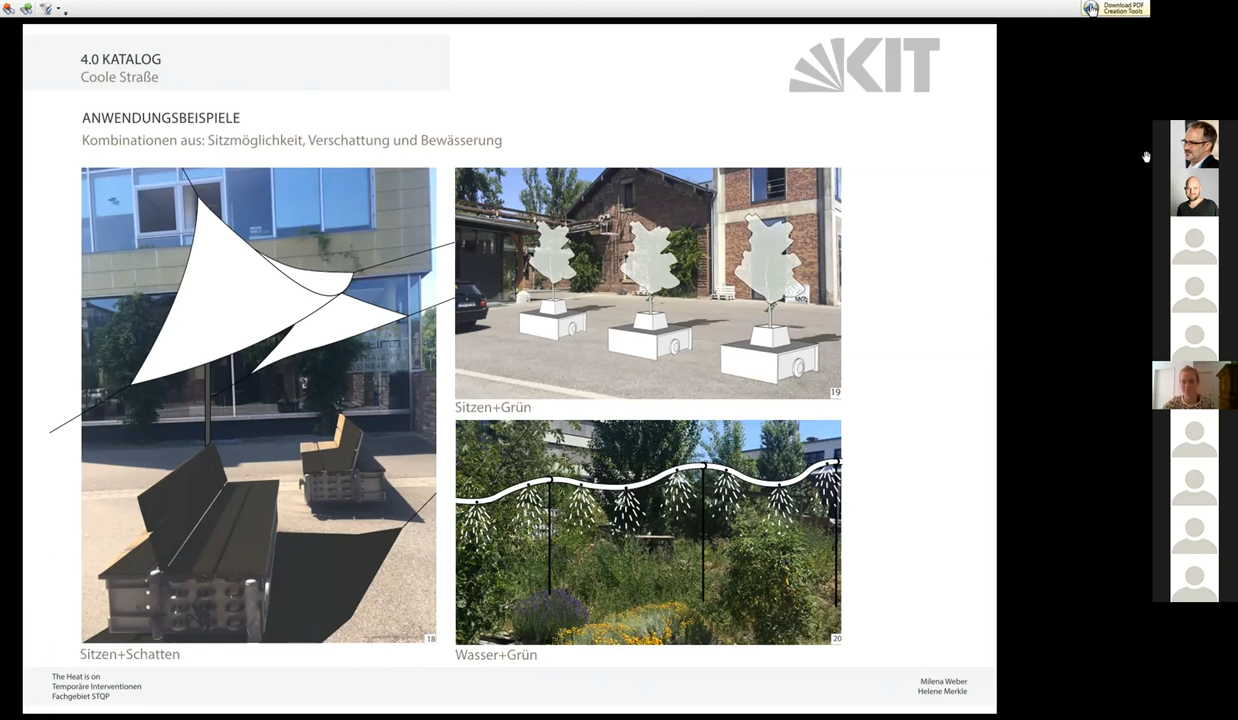 Download PDF
Creation Tools
4.0 KATALOG
Coole Straße
KIT
ANWENDUNGSBEISPIELE
Kombinationen aus: Sitzmöglichkeit, Verschattung und Bewässerung
18
19
Sitzen+Grün
20
Sitzen+Schatten
Wasser+Grün
The Heat is on
Temporäre Interventionen
Fachgebiet STQP
Milena Weber
Helene Merkle